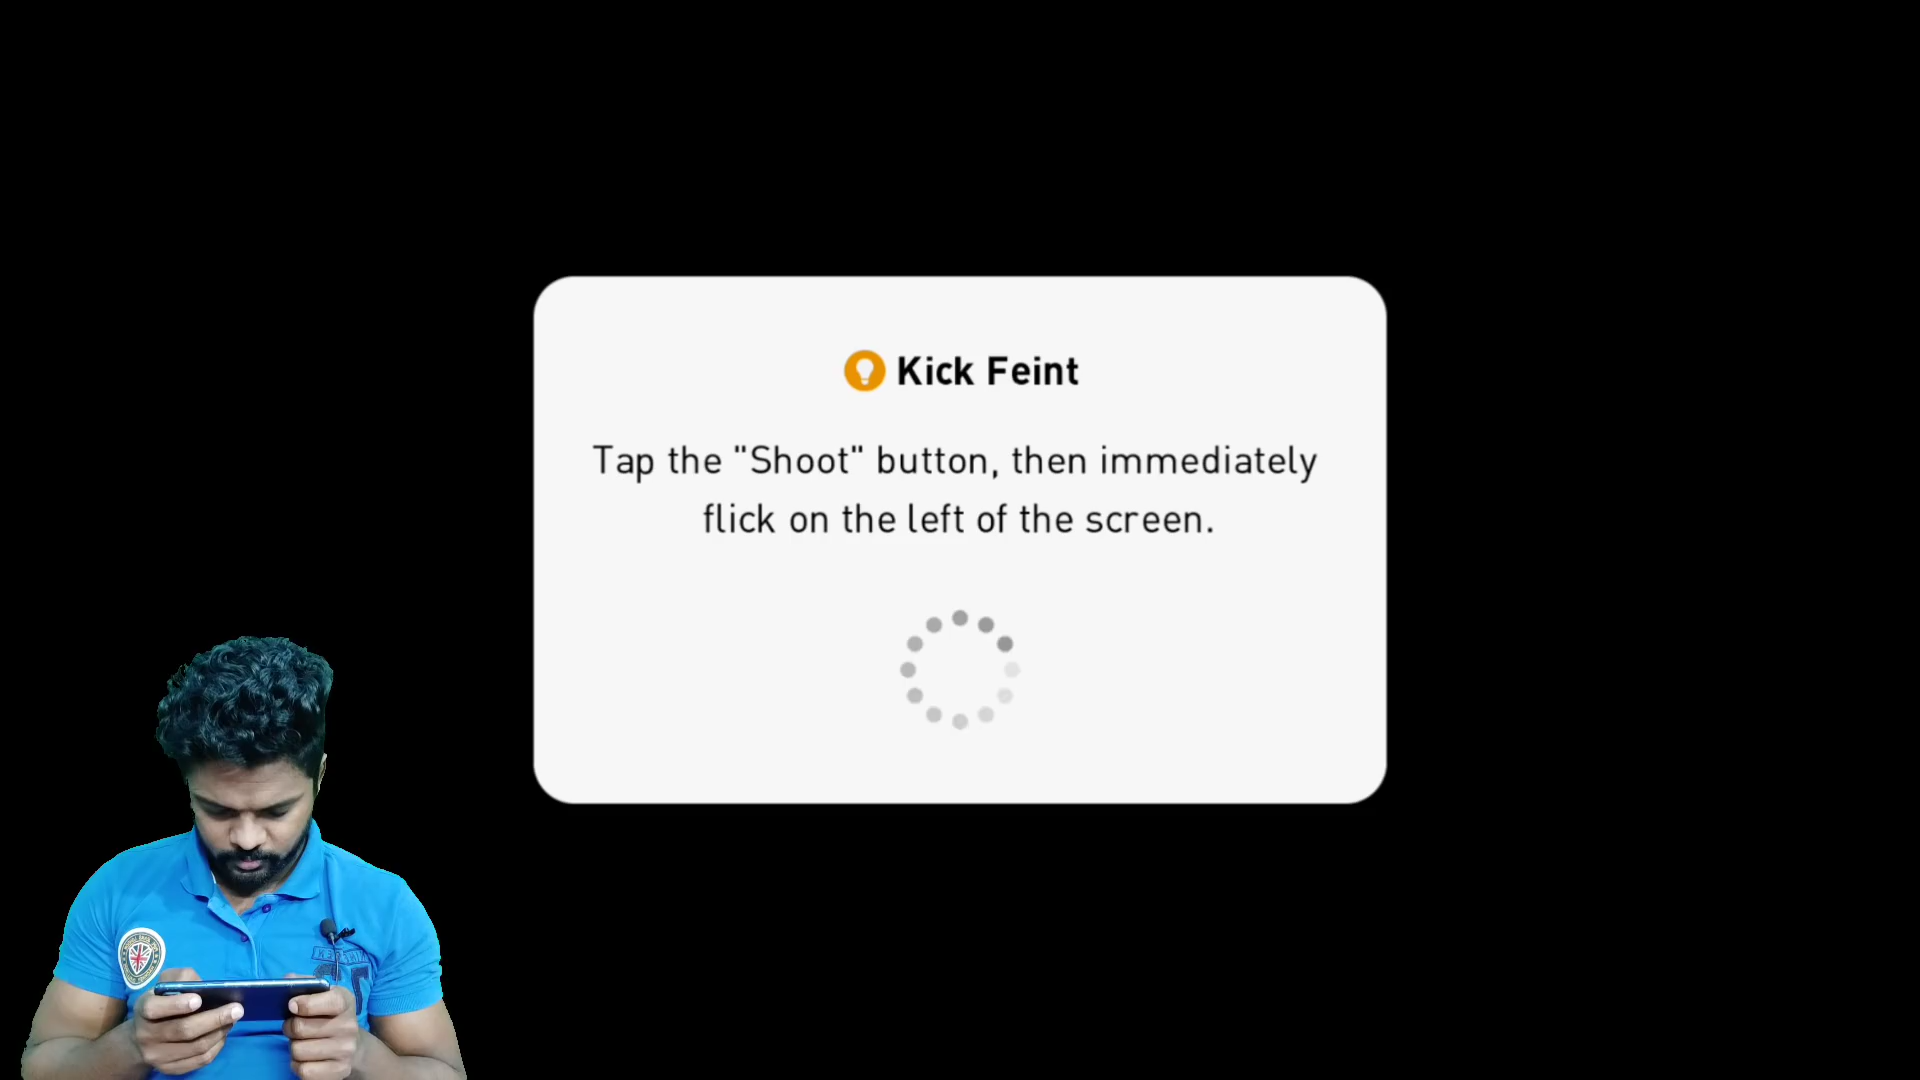 Kick Feint
Tap the "Shoot" button, then immediately
flick on the left of the screen.